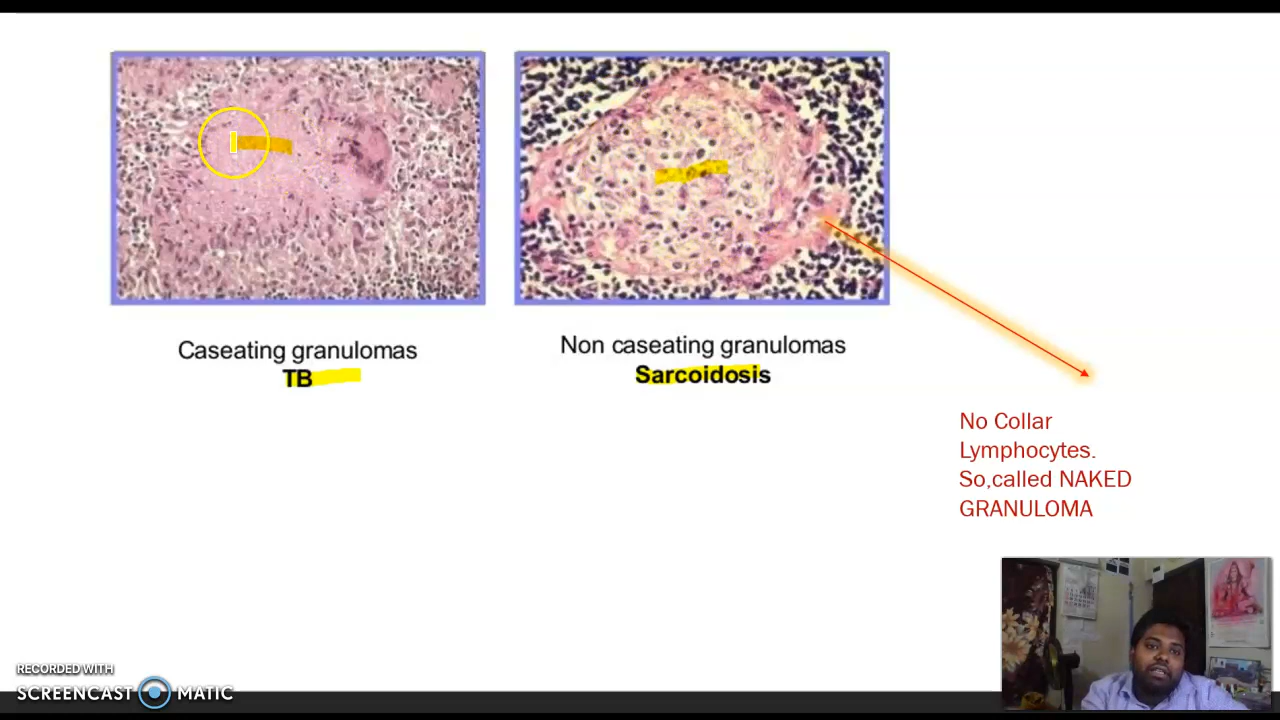 Caseating granulomas
TB
Non caseating granulomas
Sarcoidosis
No Collar
Lymphocytes.
So,called NAKED
GRANULOMA
RECORDED WITH
SCREENCAST MATIC